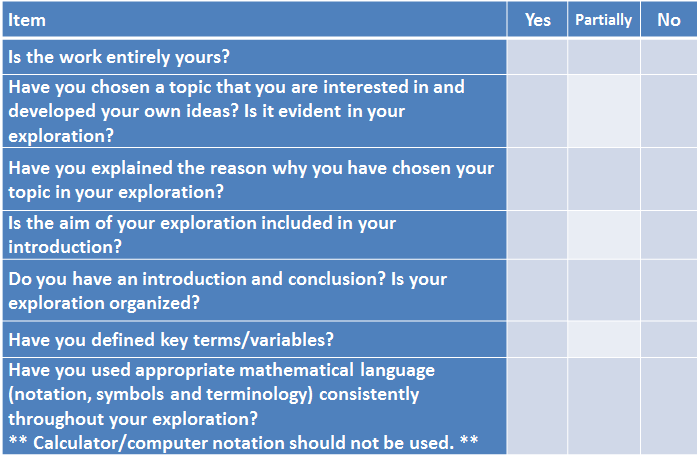 Item Yes Partially No
Is the work entirely yours?
Have you chosen a topic that you are interested in and
developed your own ideas? Is it evident in your
exploration?
Have you explained the reason why you have chosen your
topic in your exploration?
Is the aim of your exploration included in your
introduction?
Do you have an introduction and conclusion? Is your
exploration organized?
Have you defined key terms/variables?
Have you used appropriate mathematical language
(notation, symbols and terminology) consistently
throughout your exploration?
** Calculator/computer notation should not be used. **